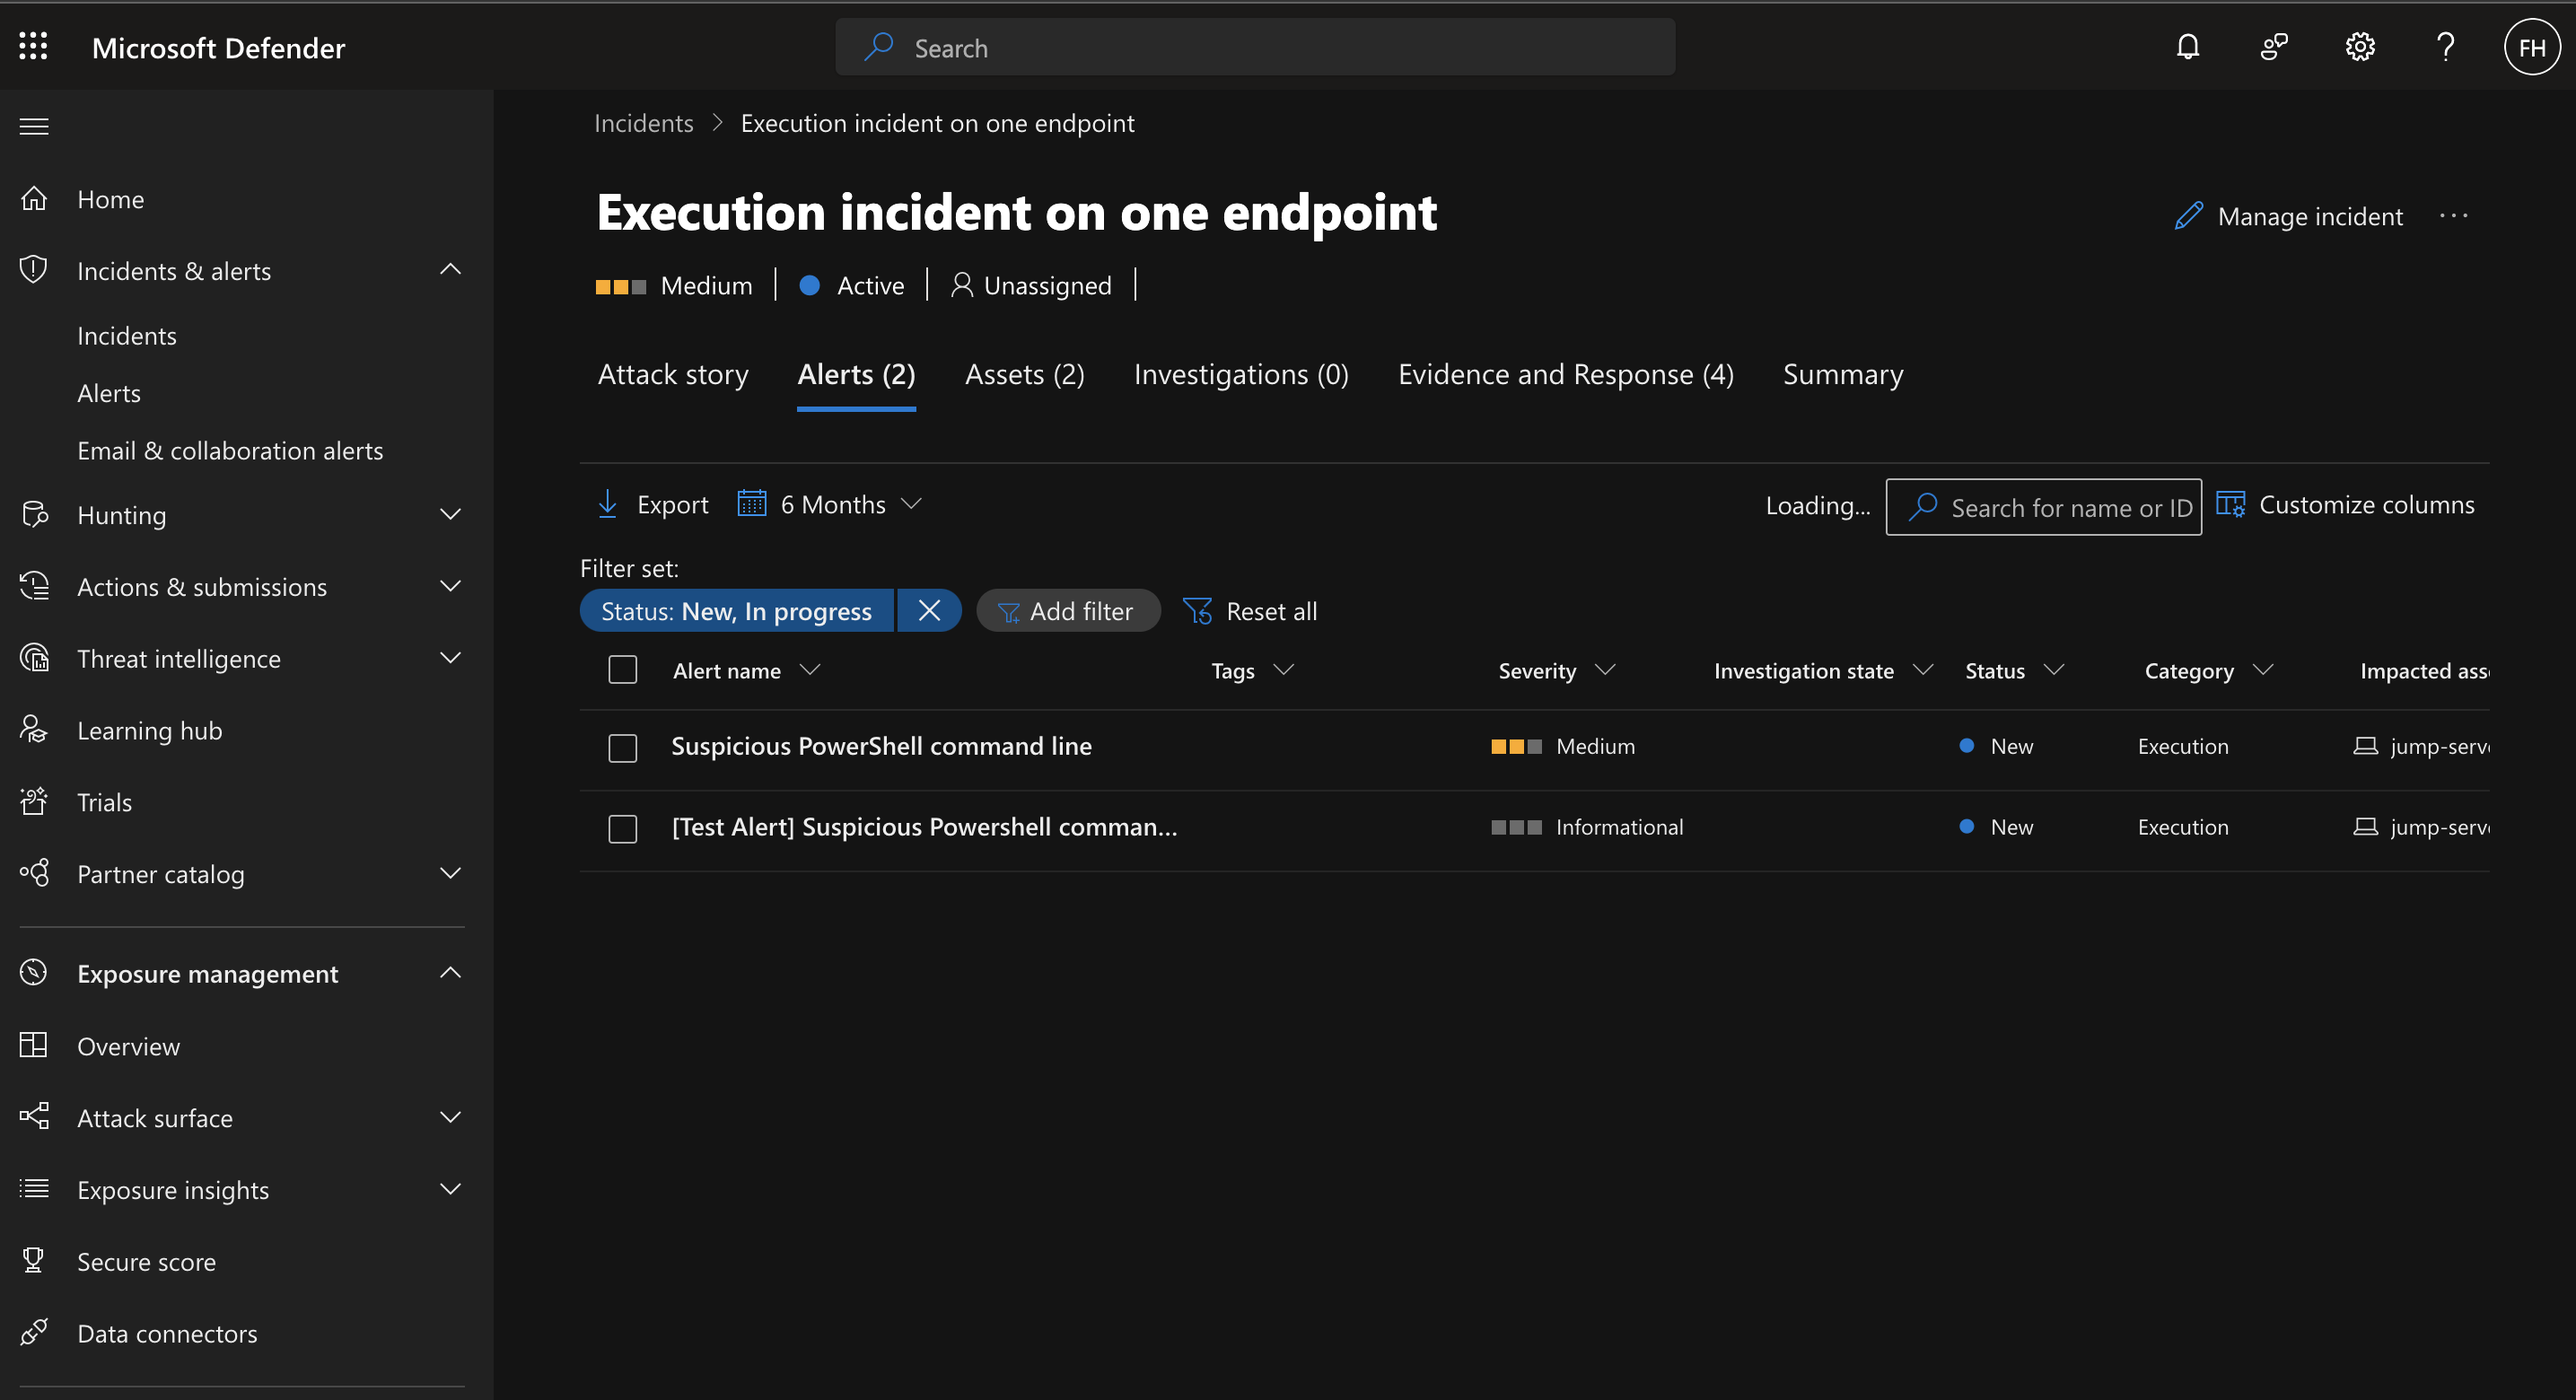 Microsoft Defender
Search
FH
Home
Incidents & alerts
Incidents
Alerts
Email & collaboration alerts
Hunting
Actions & submissions
Threat intelligence
Learning hub
Trials
Partner catalog
Exposure management
Overview
Attack surface
Exposure insights
Secure score
Data connectors
Incidents > Execution incident on one endpoint
Execution incident on one endpoint
Manage incident ...
Medium | Active | Unassigned |
Attack story Alerts (2) Assets (2) Investigations (0) Evidence and Response (4) Summary
Export 6 Months Loading... Search for name or ID Customize columns
Filter set:
Status: New, In progress Add filter Reset all
Alert name Tags Severity Investigation state Status Category Impacted ass
Suspicious PowerShell command line Medium New Execution jump-serv
[Test Alert] Suspicious Powershell comman... Informational New Execution jump-serv